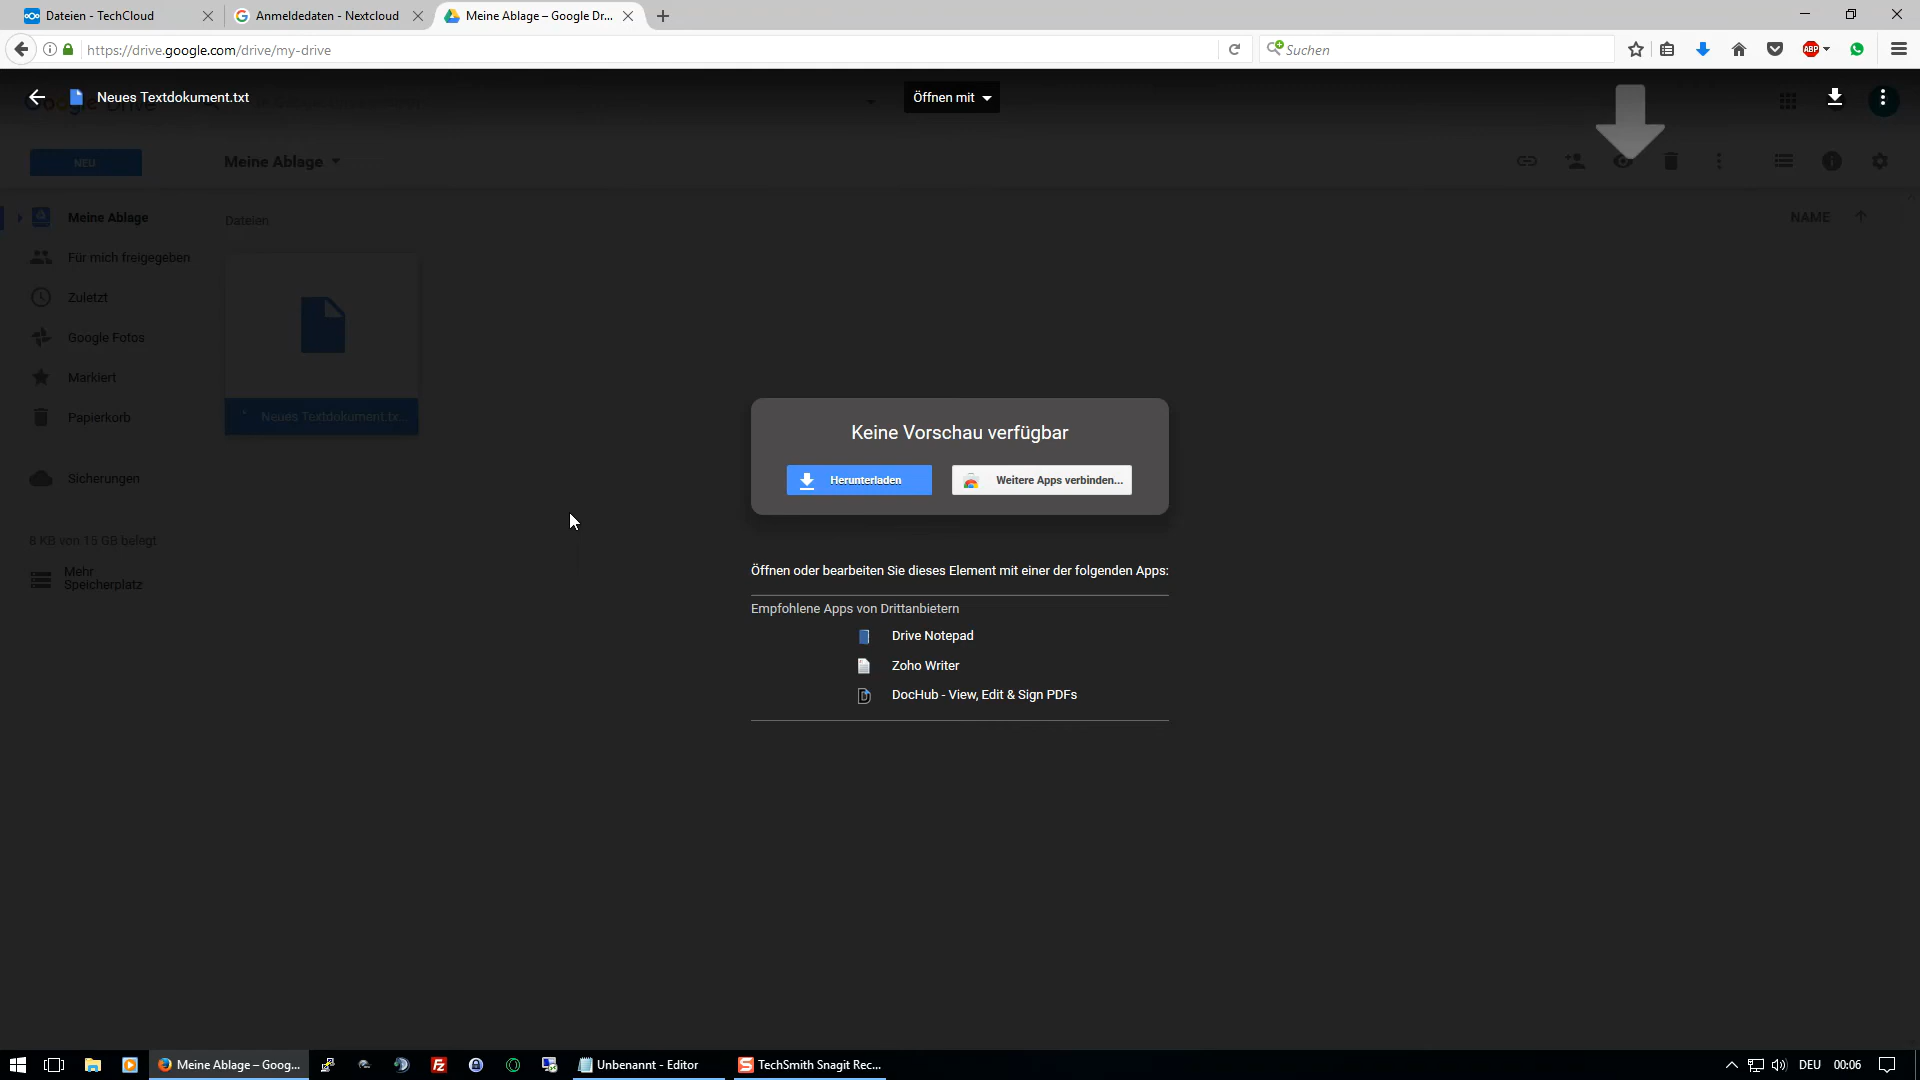 Dateien - TechCloud
Anmeldedaten - Nextcloud
Meine Ablage – Google Dr...
https://drive.google.com/drive/my-drive
Suchen
ABP
Neues Textdokument.txt
Öffnen mit
NEU
Meine Ablage
Meine Ablage
Dateien
NAME
Für mich freigegeben
Zuletzt
Google Fotos
Markiert
Papierkorb
Neues Textdokument.tx...
Sicherungen
8 KB von 15 GB belegt
Mehr
Speicherplatz
Keine Vorschau verfügbar
Herunterladen
Weitere Apps verbinden...
Öffnen oder bearbeiten Sie dieses Element mit einer der folgenden Apps:
Empfohlene Apps von Drittanbietern
Drive Notepad
Zoho Writer
DocHub - View, Edit & Sign PDFs
Meine Ablage – Goog...
Unbenannt - Editor
TechSmith Snagit Rec...
DEU
00:06